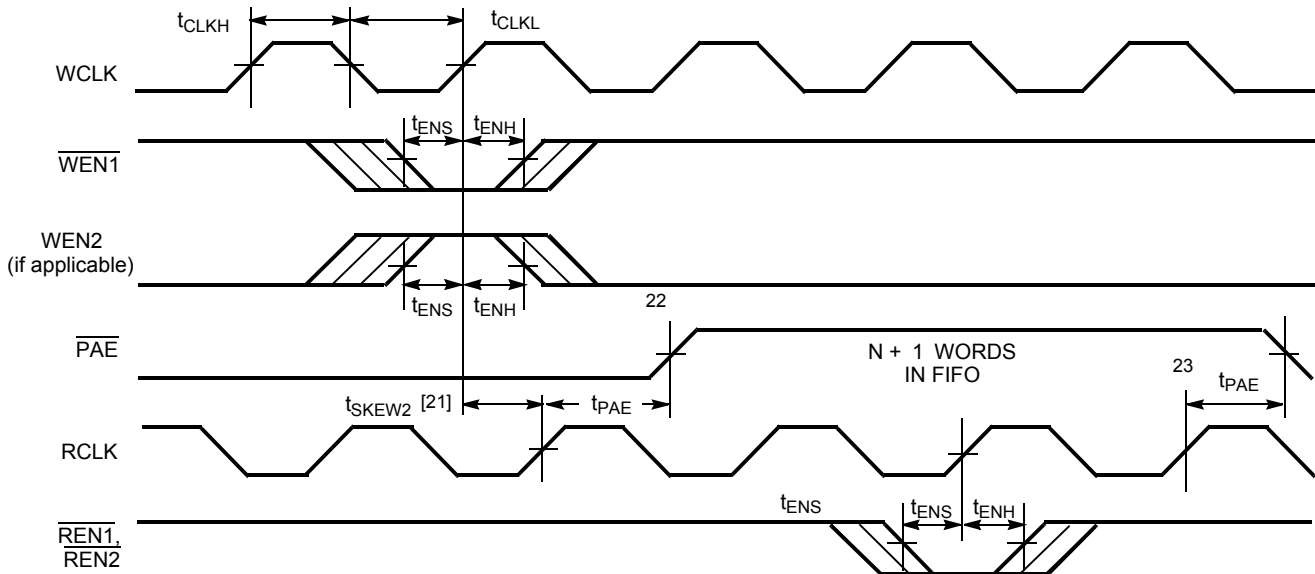 tCLKH tCLKL
WCLK
tENS tENH
WEN1
WEN2
(if applicable)
tENS tENH
22
PAE
N + 1 WORDS
IN FIFO
23
tPAE
tSKEW2 [21] tPAE
RCLK
tENS tENS tENH
REN1,
REN2